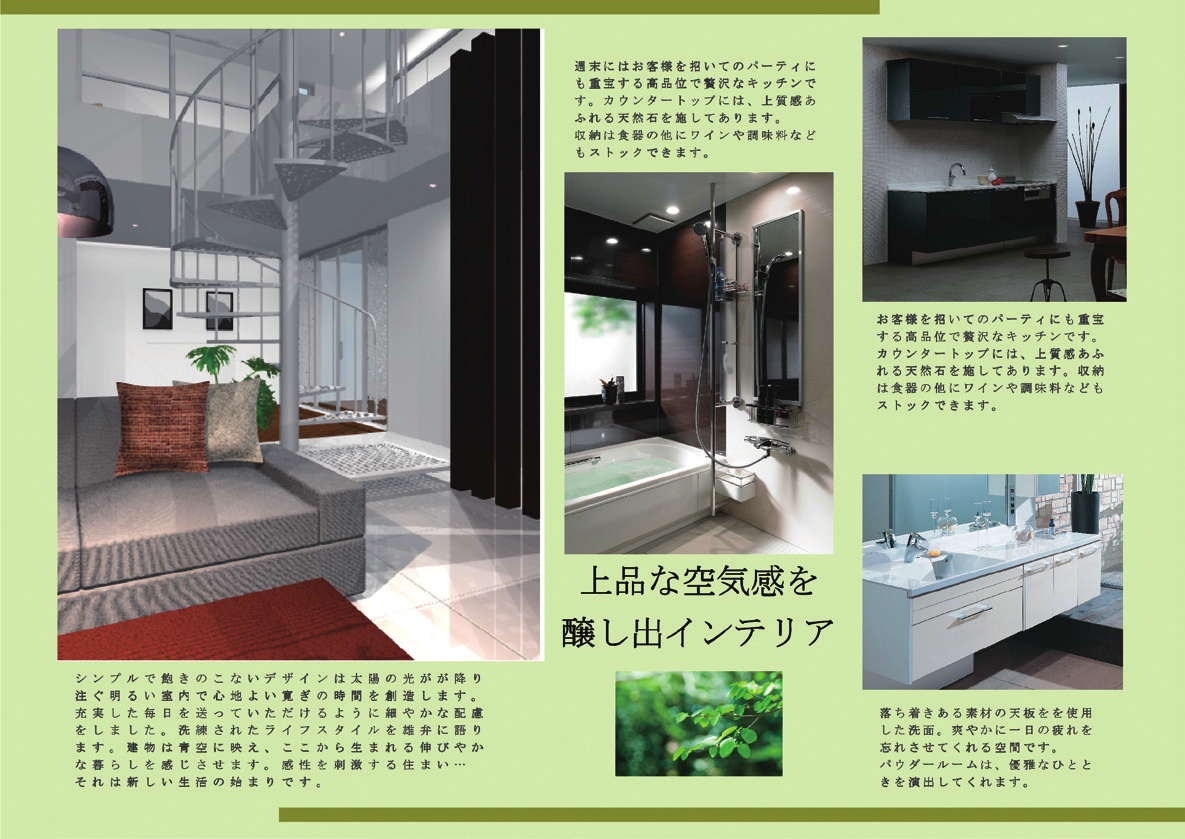 週末にはお客様を招いてのパーティに
も重宝する高品位で贅沢なキッチンで
す。カウンタートップには、上質感あ
ふれる天然石を施してあります。
収納は食器の他にワインや調味料など
もストックできます。
お客様を招いてのパーティにも重宝
する高品位で贅沢なキッチンです。
カウンタートップには、上質感あふ
れる天然石を施してあります。収納
は食器の他にワインや調味料なども
ストックできます。
上品な空気感を
醸し出インテリア
シンプルで飽きのこないデザインは太陽の光がが降り
注ぐ明るい室内で心地よい寛ぎの時間を創造します。
充実した毎日を送っていただけるように細やかな配慮
をしました。洗練されたライフスタイルを雄弁に語り
ます。建物は青空に映え、ここから生まれる伸びやか
な暮らしを感じさせます。感性を刺激する住まい…
それは新しい生活の始まりです。
落ち着きある素材の天板をを使用
した洗面。爽やかに一日の疲れを
忘れさせてくれる空間です。
パウダールームは、優雅なひとと
きを演出してくれます。